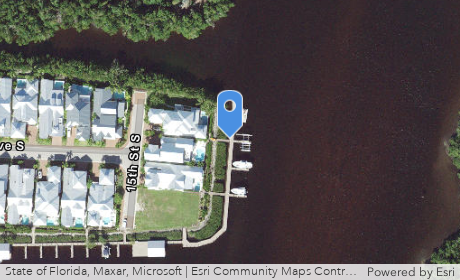 ve S
15th St S
State of Florida, Maxar, Microsoft | Esri Community Maps Contr... Powered by Esri